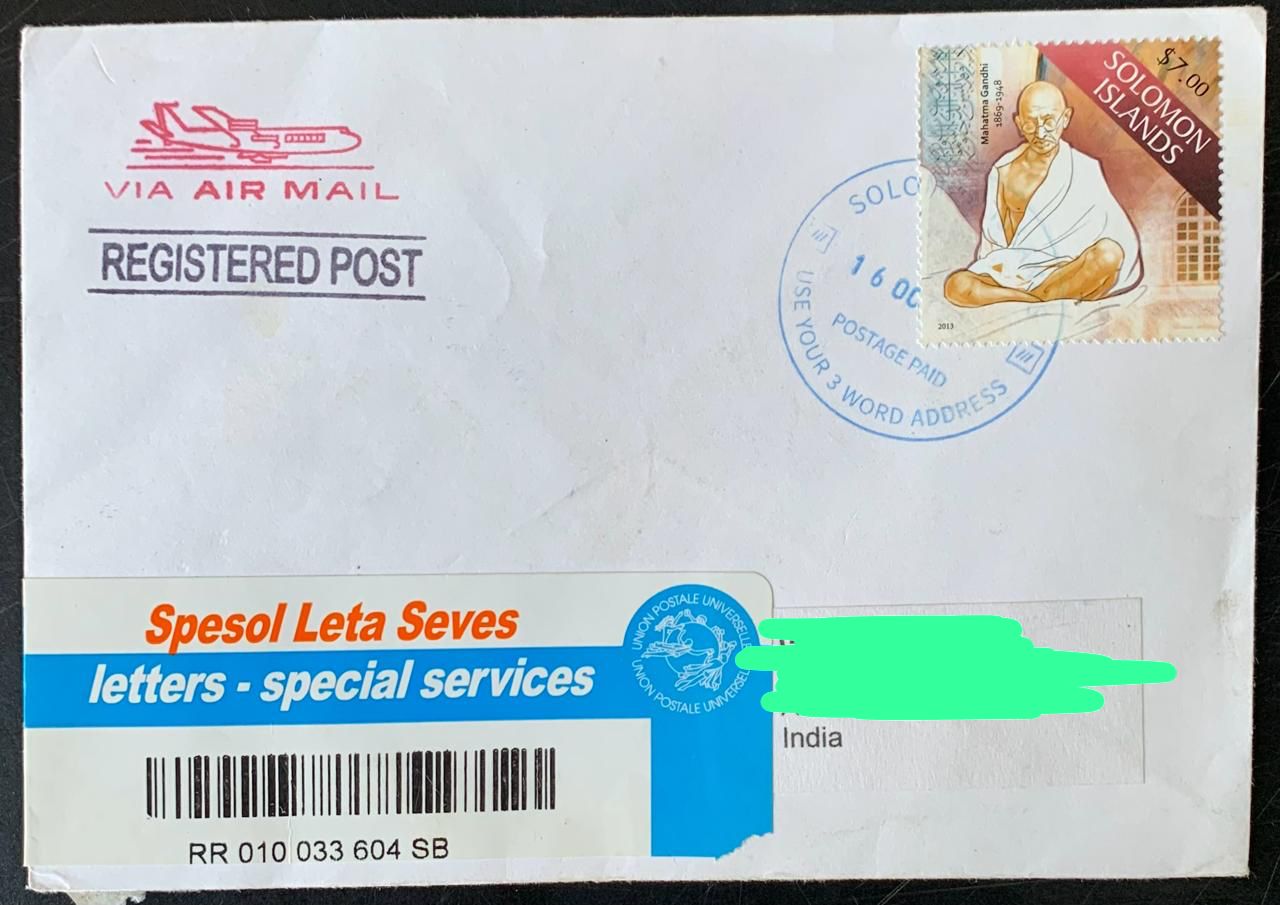 VIA AIR MAIL
REGISTERED POST
$7.00
SOLOMON
ISLANDS
Mahatma Gandhi
1869-1948
2013
SOLO
16 OC
POSTAGE PAID
USE YOUR 3 WORD ADDRESS
Spesol Leta Seves
letters - special services
UNION POSTALE UNIVERSELLE
UNION POSTALE UNIVERSE
RR 010 033 604 SB
India